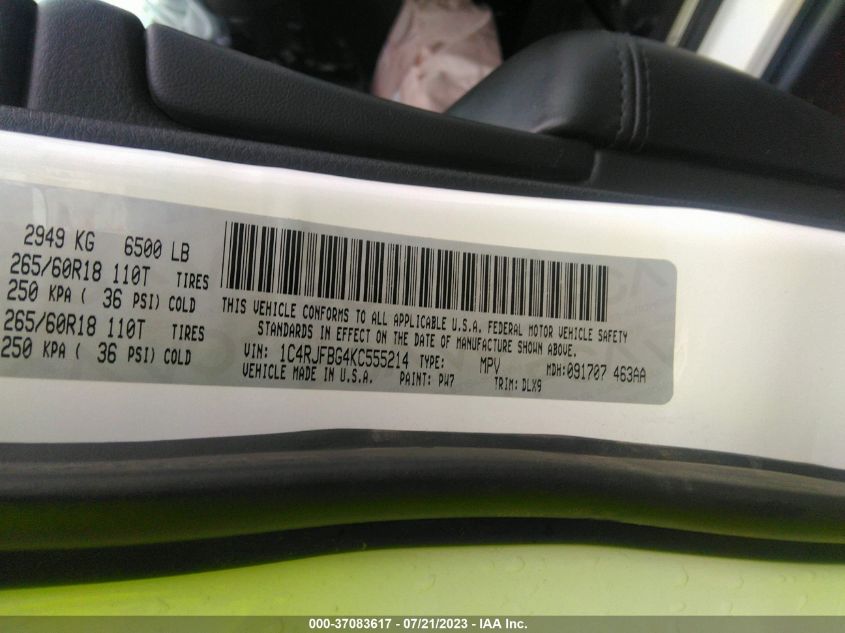 2949 KG 6500 LB
265/60R18 110T TIRES
250 KPA ( 36 PSI) COLD
265/60R18 110T TIRES
250 KPA ( 36 PSI) COLD
THIS VEHICLE CONFORMS TO ALL APPLICABLE U.S.A. FEDERAL MOTOR VEHICLE SAFETY
STANDARDS IN EFFECT ON THE DATE OF MANUFACTURE SHOWN ABOVE.
VIN: 1C4RJFBG4KC555214 TYPE: MPV MDH:091707 463AA
VEHICLE MADE IN U.S.A. PAINT: PW7 TRIM: DLX9
000-37083617 - 07/21/2023 - IAA Inc.